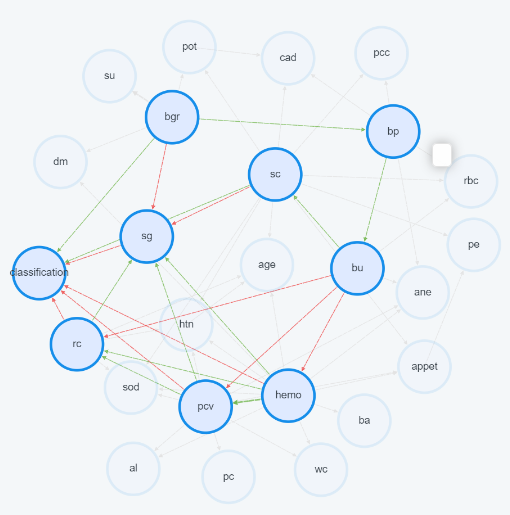 pot
cad
pcc
su
bgr
bp
dm
sc
rbc
sg
pe
classification
age
bu
ane
htn
rc
appet
sod
pcv
hemo
ba
al
pc
wc